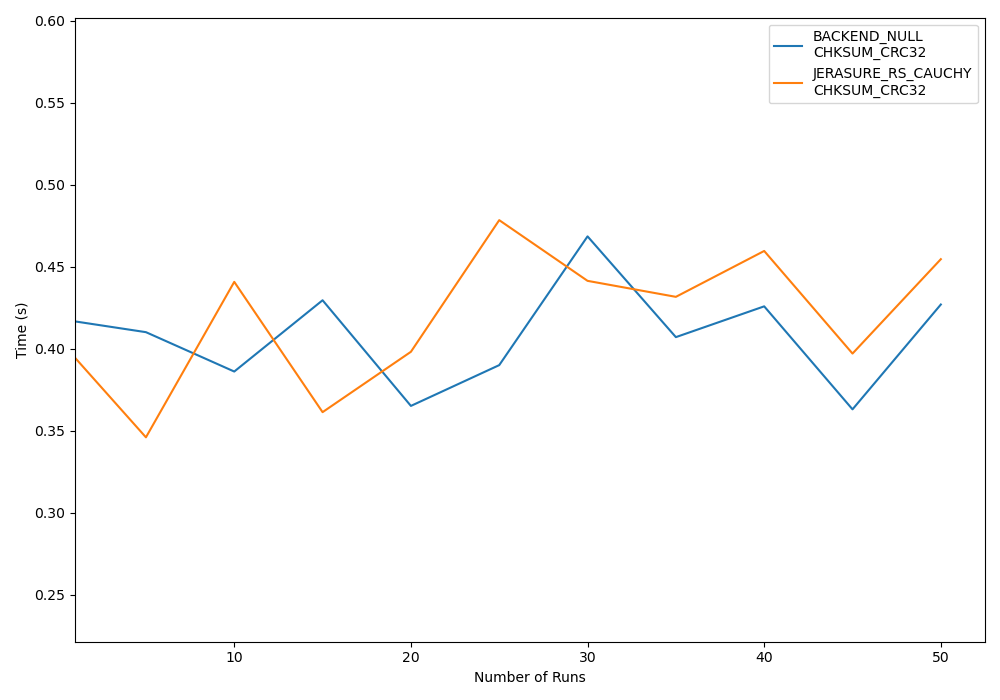 0.60
0.55
0.50
0.45
0.40
0.35
0.30
0.25
Time (s)
10
20
30
40
50
Number of Runs
BACKEND_NULL
CHKSUM_CRC32
JERASURE_RS_CAUCHY
CHKSUM_CRC32